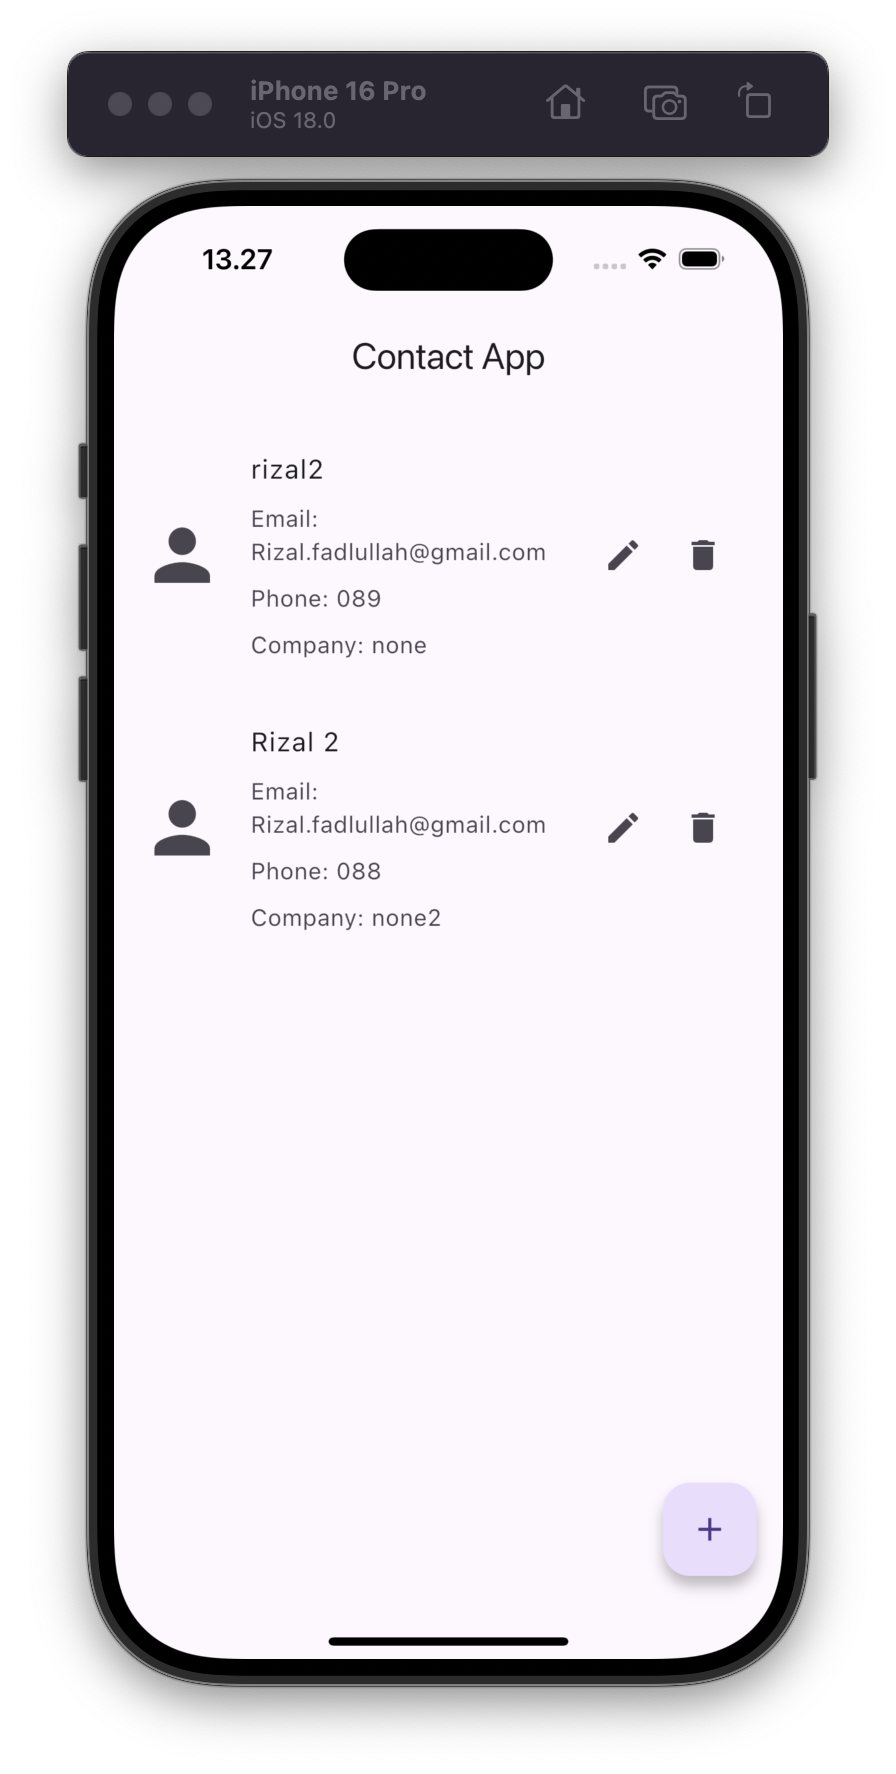 iPhone 16 Pro
iOS 18.0
13.27
Contact App
rizal2
Email:
Rizal.fadlullah@gmail.com
Phone: 089
Company: none
Rizal 2
Email:
Rizal.fadlullah@gmail.com
Phone: 088
Company: none2
+